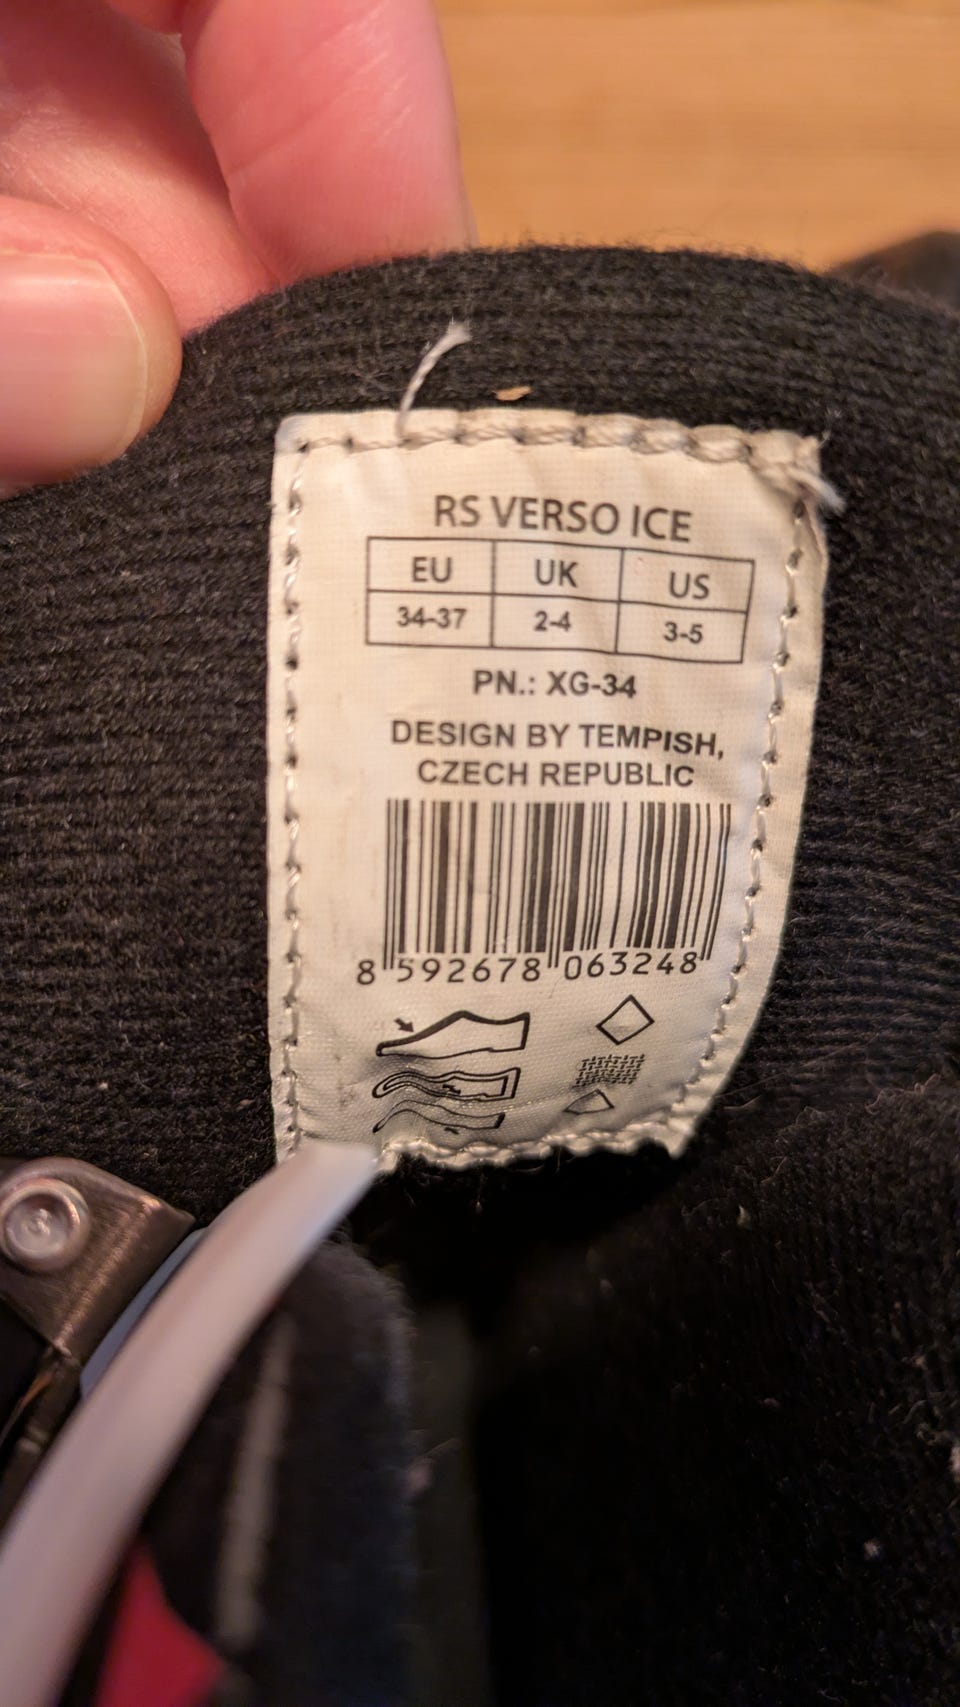 RS VERSO ICE
EU UK US
34-37 2-4 3-5
PN.: XG-34
DESIGN BY TEMPISH,
CZECH REPUBLIC
8 592678 063248